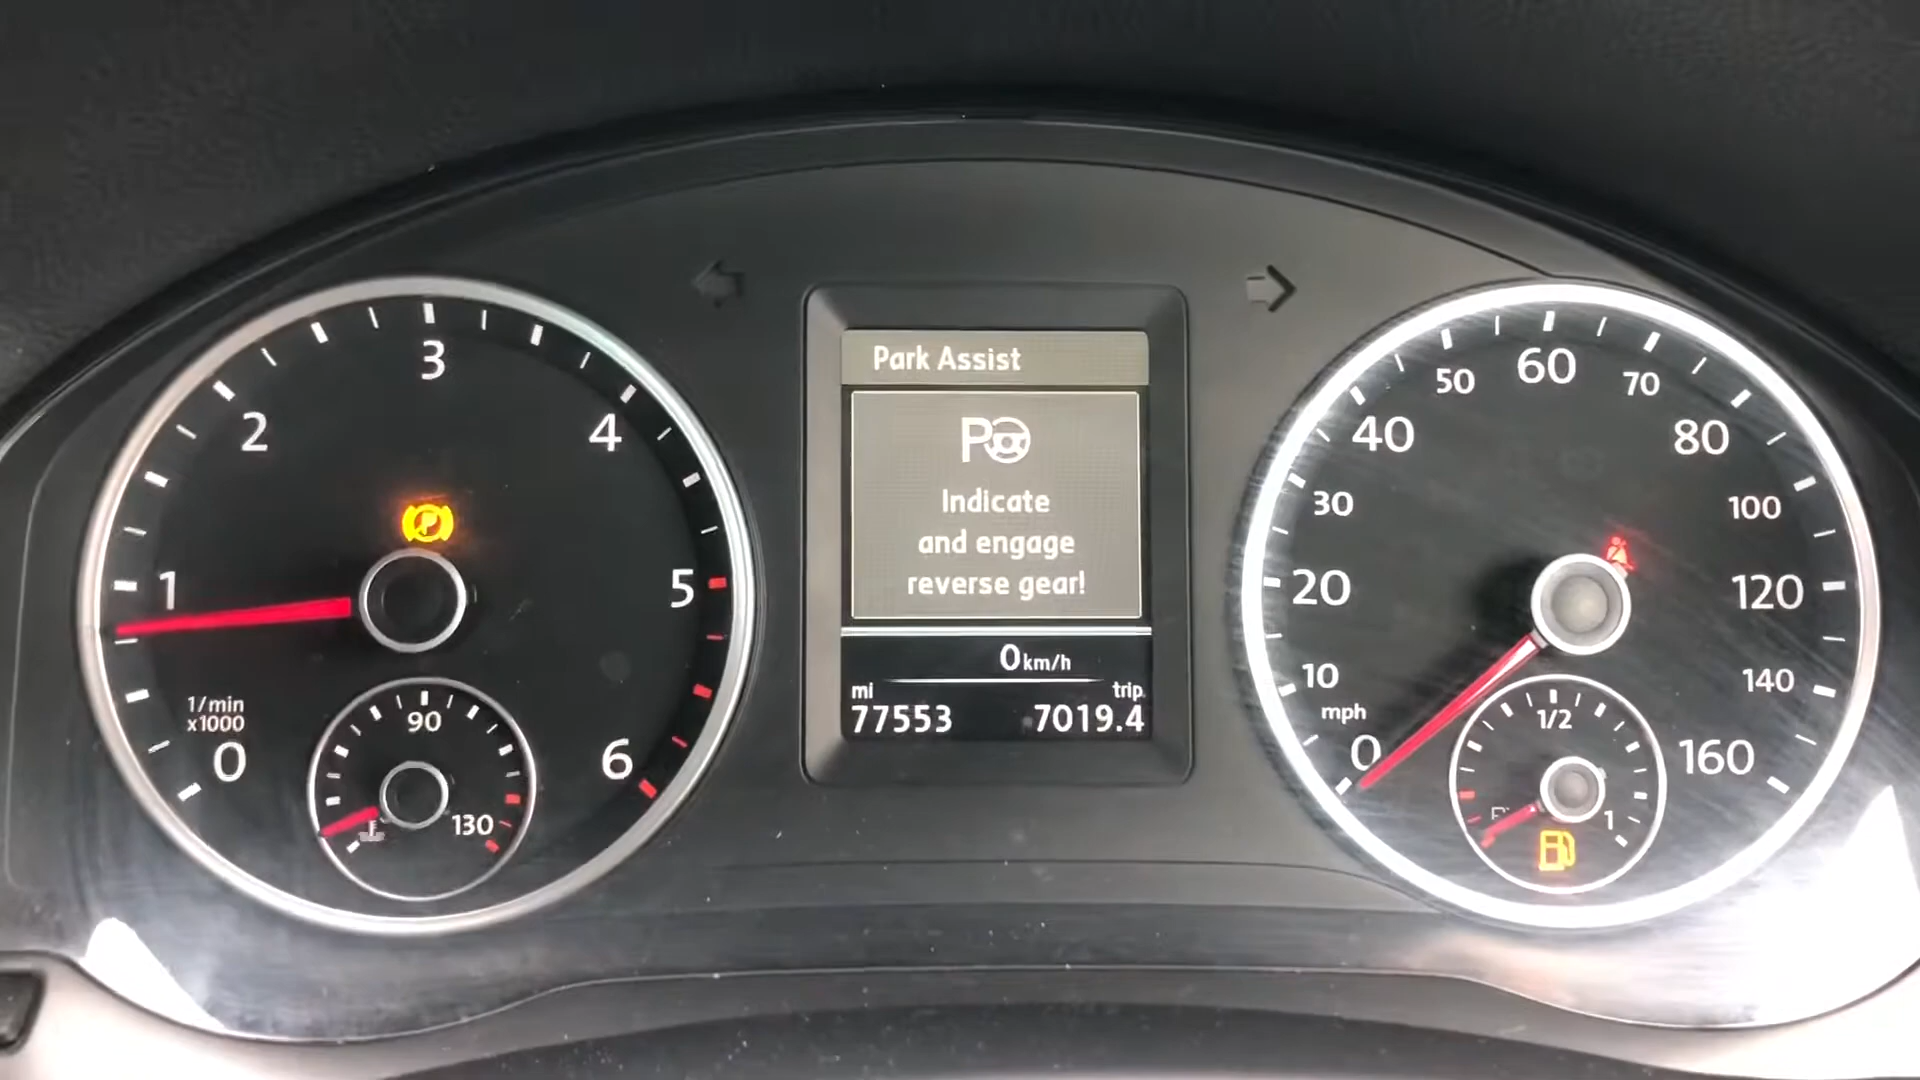 3
2
4
1
5
1/min
x1000
0
6
90
130
Park Assist
P
Indicate
and engage
reverse gear!
0 km/h
mi
trip
77553
7019.4
60
50
70
40
80
30
100
20
120
10
140
mph
0
160
1/2
1
P